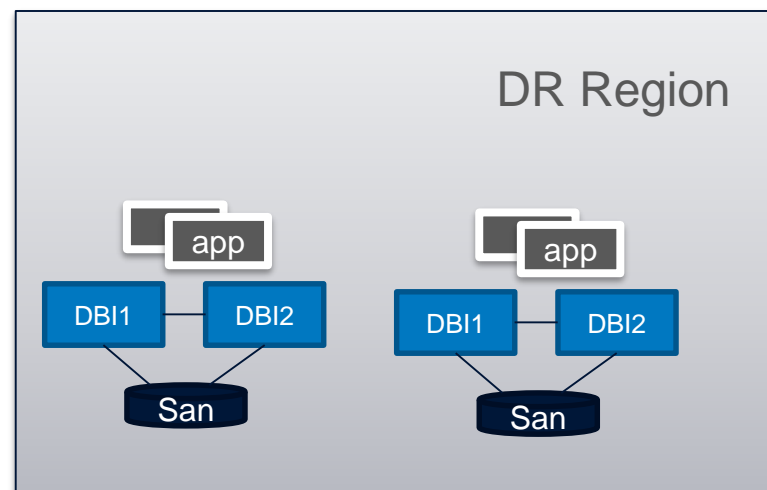 DR Region
app
app
DBI1
DBI2
DBI1
DBI2
San
San